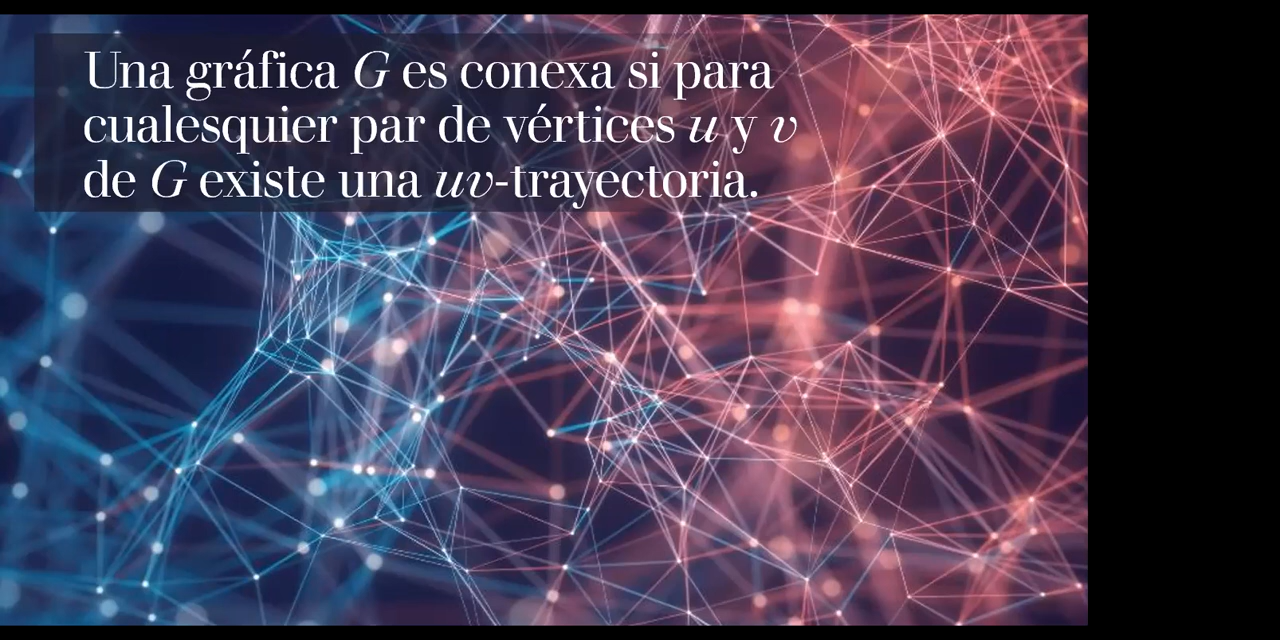 Una gráfica G es conexa si para
cualesquier par de vértices u y v
de G existe una uv-trayectoria.